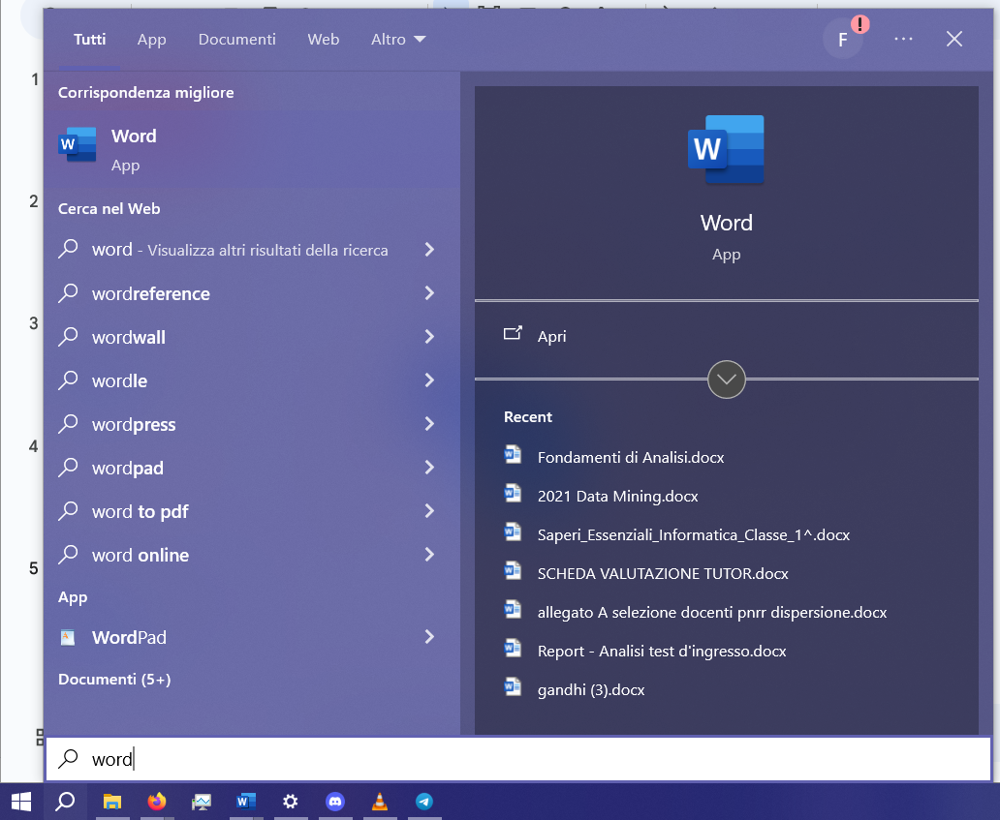 Tutti App Documenti Web Altro
F
!
1
2
3
4
5
Corrispondenza migliore
W
Word
App
Cerca nel Web
word - Visualizza altri risultati della ricerca
wordreference
wordwall
wordle
wordpress
wordpad
word to pdf
word online
App
WordPad
Documenti (5+)
W
Word
App
Apri
Recent
Fondamenti di Analisi.docx
2021 Data Mining.docx
Saperi_Essenziali_Informatica_Classe_1^.docx
SCHEDA VALUTAZIONE TUTOR.docx
allegato A selezione docenti pnrr dispersione.docx
Report - Analisi test d'ingresso.docx
gandhi (3).docx
word